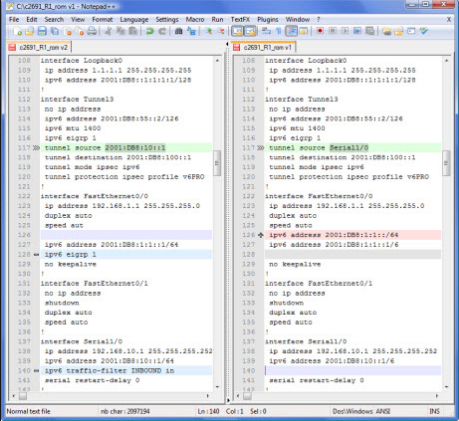 C:\c2691_R1_rom v1 - Notepad++
File Edit Search View Format Language Settings Macro Run TextFX Plugins Window ? X
c2691_R1_rom v2
108 interface Loopback0
109 ip address 1.1.1.1 255.255.255.255
110 ipv6 address 2001:DB8:1:1:1:1:1:1/128
111 !
112 interface Tunnel3
113 no ip address
114 ipv6 address 2001:DB8:55::2/126
115 ipv6 mtu 1400
116 ipv6 eigrp 1
117 tunnel source 2001:DB8:10::1
118 tunnel destination 2001:DB8:100::1
119 tunnel mode ipsec ipv6
120 tunnel protection ipsec profile v6PRO
121 !
122 interface FastEthernet0/0
123 ip address 192.168.1.1 255.255.255.0
124 duplex auto
125 speed aut
126
127 ipv6 address 2001:DB8:1:1::1/64
128 ipv6 eigrp 1
129 no keepalive
130 !
131 interface FastEthernet0/1
132 no ip address
133 shutdown
134 duplex auto
135 speed auto
136 !
137 interface Serial1/0
138 ip address 192.168.10.1 255.255.255.252
139 ipv6 address 2001:DB8:10::1/64
140 ipv6 traffic-filter INBOUND in
141 serial restart-delay 0
142 !
c2691_R1_rom v1
108 interface Loopback0
109 ip address 1.1.1.1 255.255.255.255
110 ipv6 address 2001:DB8:1:1:1:1:1:1/128
111 !
112 interface Tunnel3
113 no ip address
114 ipv6 address 2001:DB8:55::2/126
115 ipv6 mtu 1400
116 ipv6 eigrp 1
117 tunnel source Serial1/0
118 tunnel destination 2001:DB8:100::1
119 tunnel mode ipsec ipv6
120 tunnel protection ipsec profile v6PRO
121 !
122 interface FastEthernet0/0
123 ip address 192.168.1.1 255.255.255.0
124 duplex auto
125 speed auto
126 ipv6 address 2001:DB8:1:1::/64
127 ipv6 address 2001:DB8:1:1::1/6
128
129 no keepalive
130 !
131 interface FastEthernet0/1
132 no ip address
133 shutdown
134 duplex auto
135 speed auto
136 !
137 interface Serial1/0
138 ip address 192.168.10.1 255.255.255.252
139 ipv6 address 2001:DB8:10::1/6
140
141 serial restart-delay 0
142 !
Normal text file nb char : 2097194 Ln : 140 Col : 1 Sel : 0 Dos\Windows ANSI INS